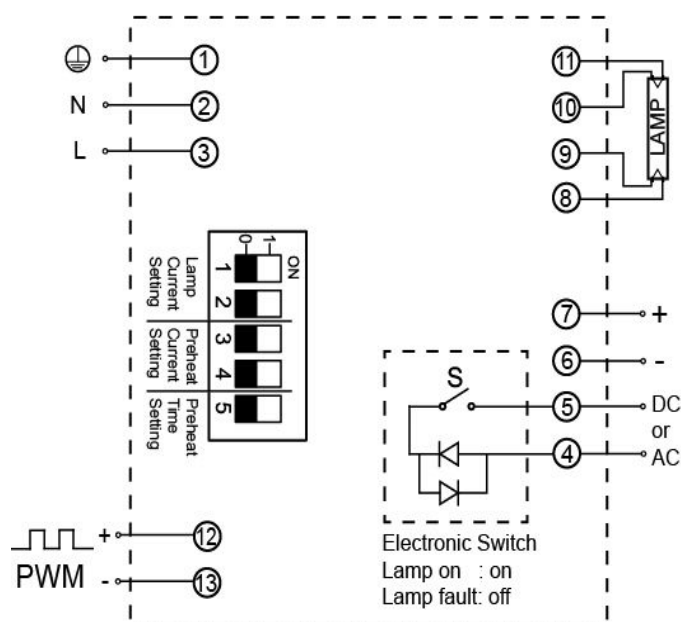 1
N
2
L
3
11
10
9
8
LAMP
0 1
ON
1
2
3
4
5
Lamp
Current
Setting
Preheat
Current
Setting
Preheat
Time
Setting
7 +
6 -
S
5 DC
or
4 AC
Electronic Switch
Lamp on : on
Lamp fault: off
+ 12
PWM - 13